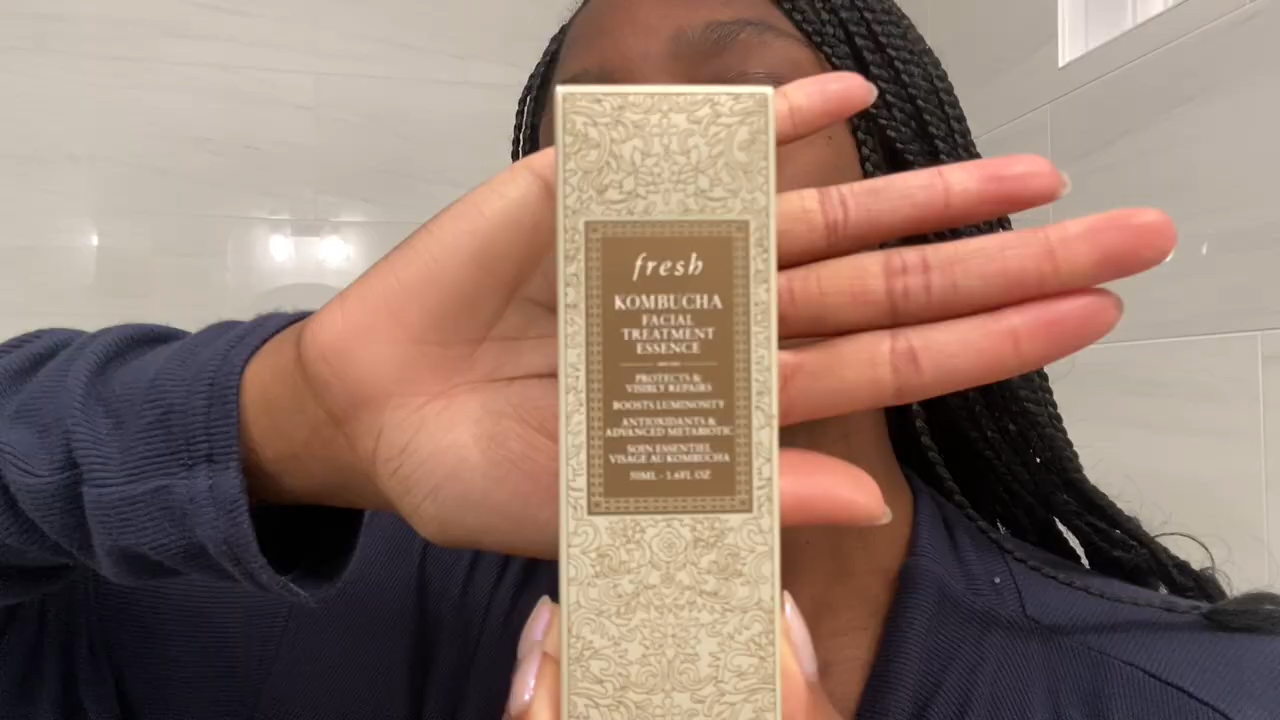 fresh
KOMBUCHA
FACIAL
TREATMENT
ESSENCE
PROTECTS &
VISIBLY REPAIRS
BOOSTS LUMINOSITY
ANTIOXIDANTS &
ADVANCED METABIOTIC
SOIN ESSENTIEL
VISAGE AU KOMBUCHA
50ML - 1.6FL OZ